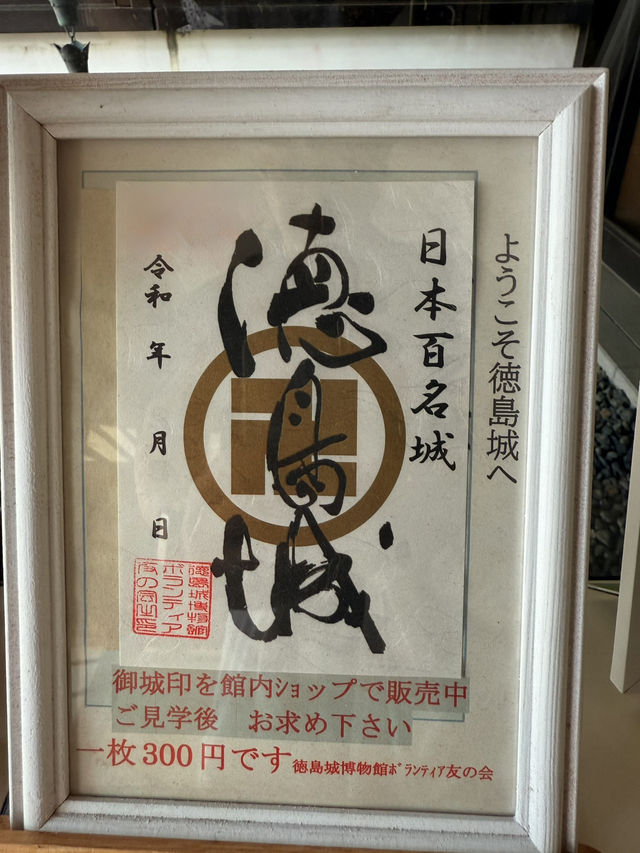 ようこそ徳島城へ
日本百名城
徳島城
令和 年 月 日
徳島城博物館
ボランティア
友の会之印
御城印を館内ｼｮップで販売中
ご見学後 お求め下さい
一枚300円です
徳島城博物館ﾎﾞﾗﾝﾃｨｱ友の会